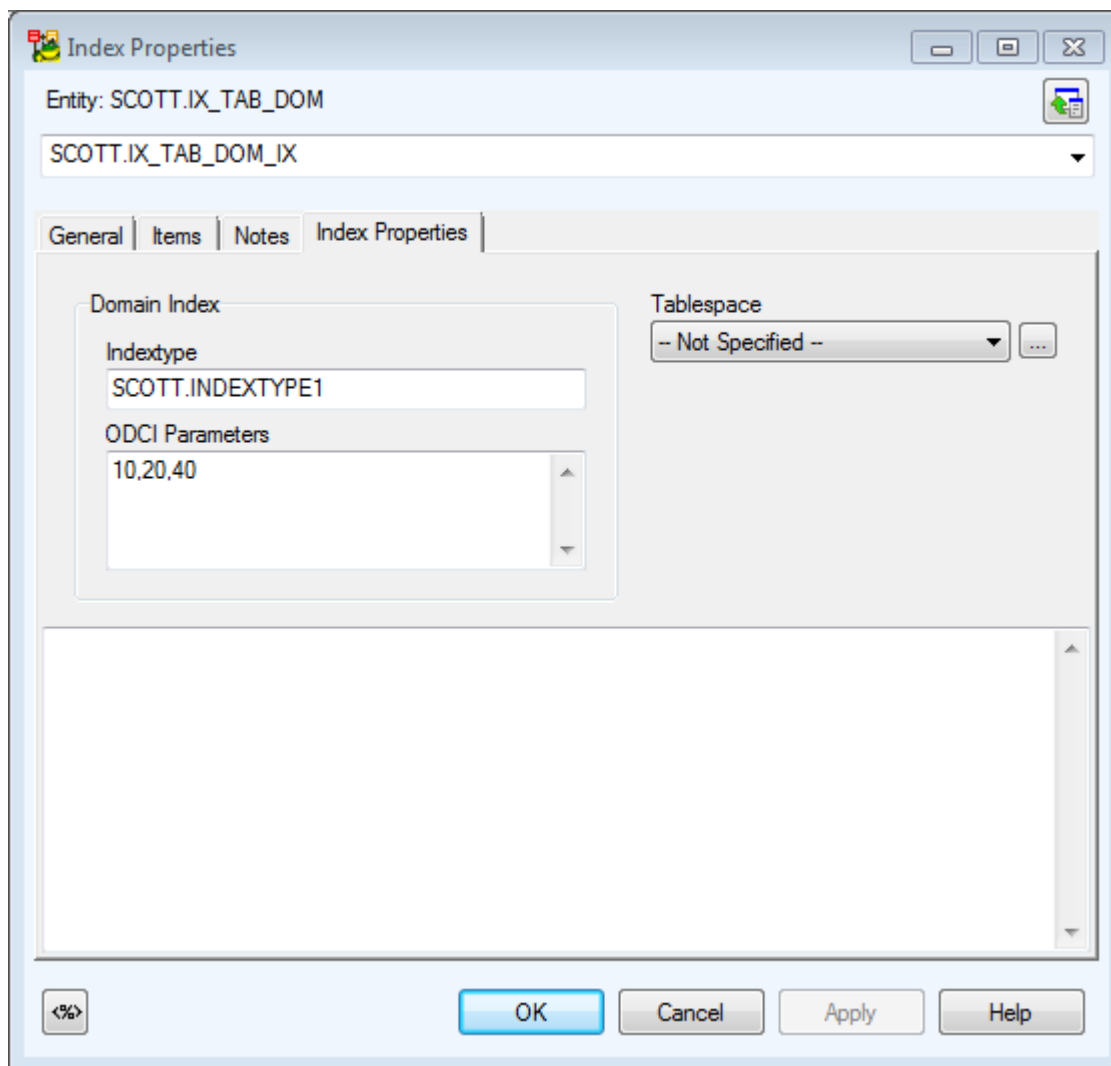 Index Properties
Entity: SCOTT.IX_TAB_DOM
SCOTT.IX_TAB_DOM_IX
General Items Notes Index Properties
Domain Index
Tablespace
Indextype
-- Not Specified --
...
SCOTT.INDEXTYPE1
ODCI Parameters
10,20,40
<%>
OK Cancel Apply Help